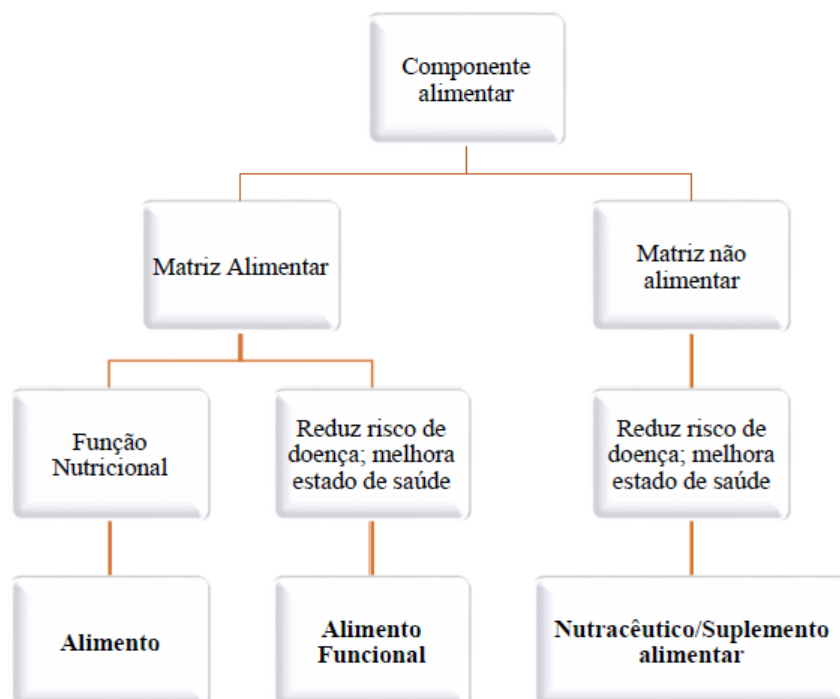 Componente
alimentar
Matriz Alimentar
Matriz não
alimentar
Função
Nutricional
Reduz risco de
doença; melhora
estado de saúde
Reduz risco de
doença; melhora
estado de saúde
Alimento
Alimento
Funcional
Nutracêutico/Suplemento
alimentar